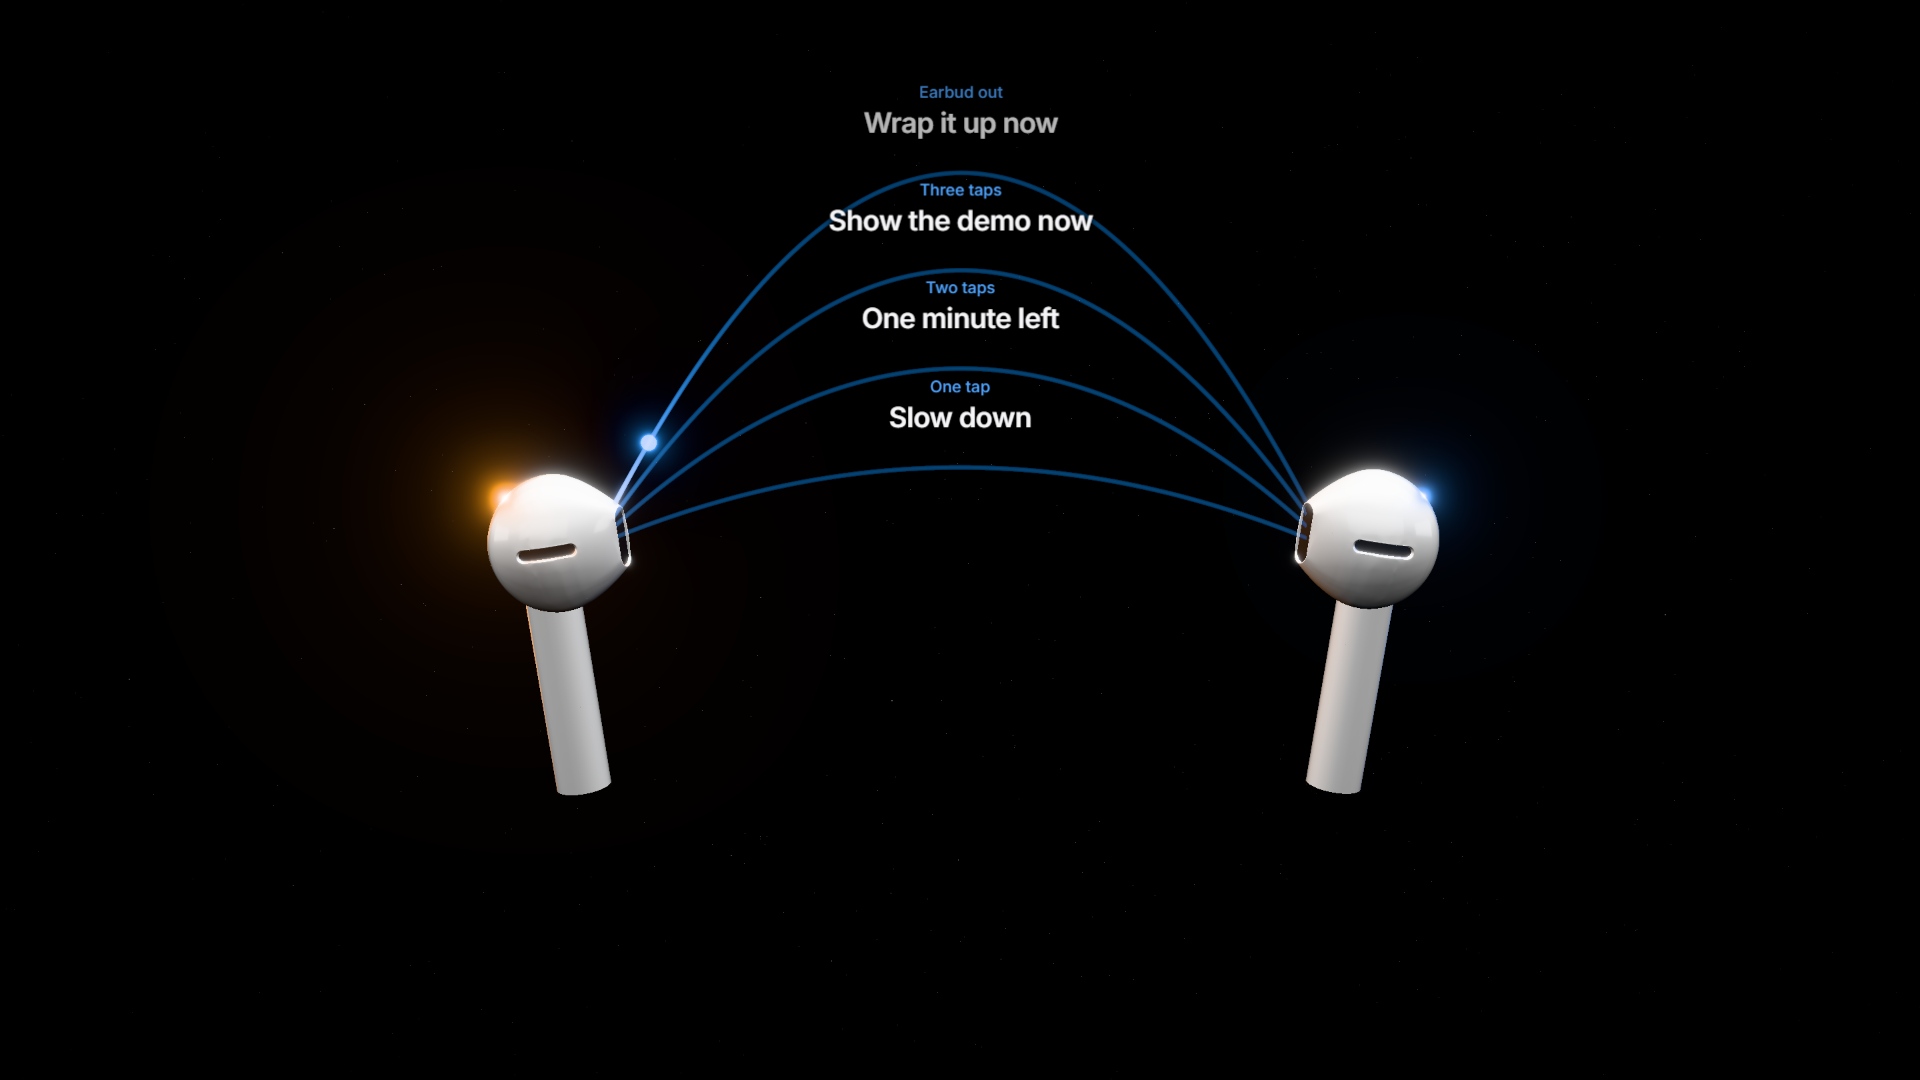 Earbud out
Wrap it up now
Three taps
Show the demo now
Two taps
One minute left
One tap
Slow down